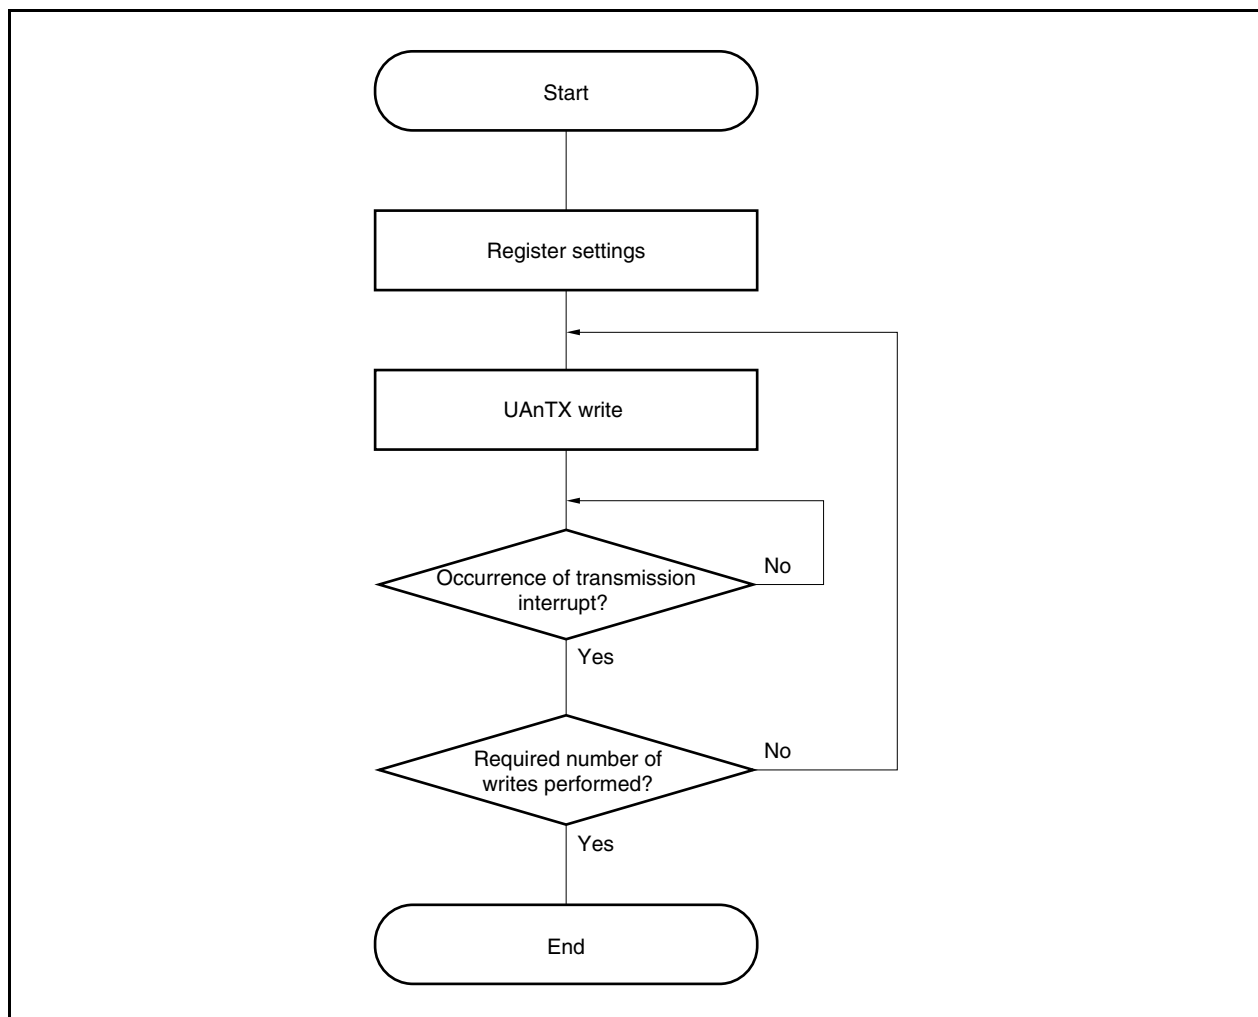 Start
Register settings
UAnTX write
No
Occurrence of transmission
interrupt?
Yes
No
Required number of
writes performed?
Yes
End